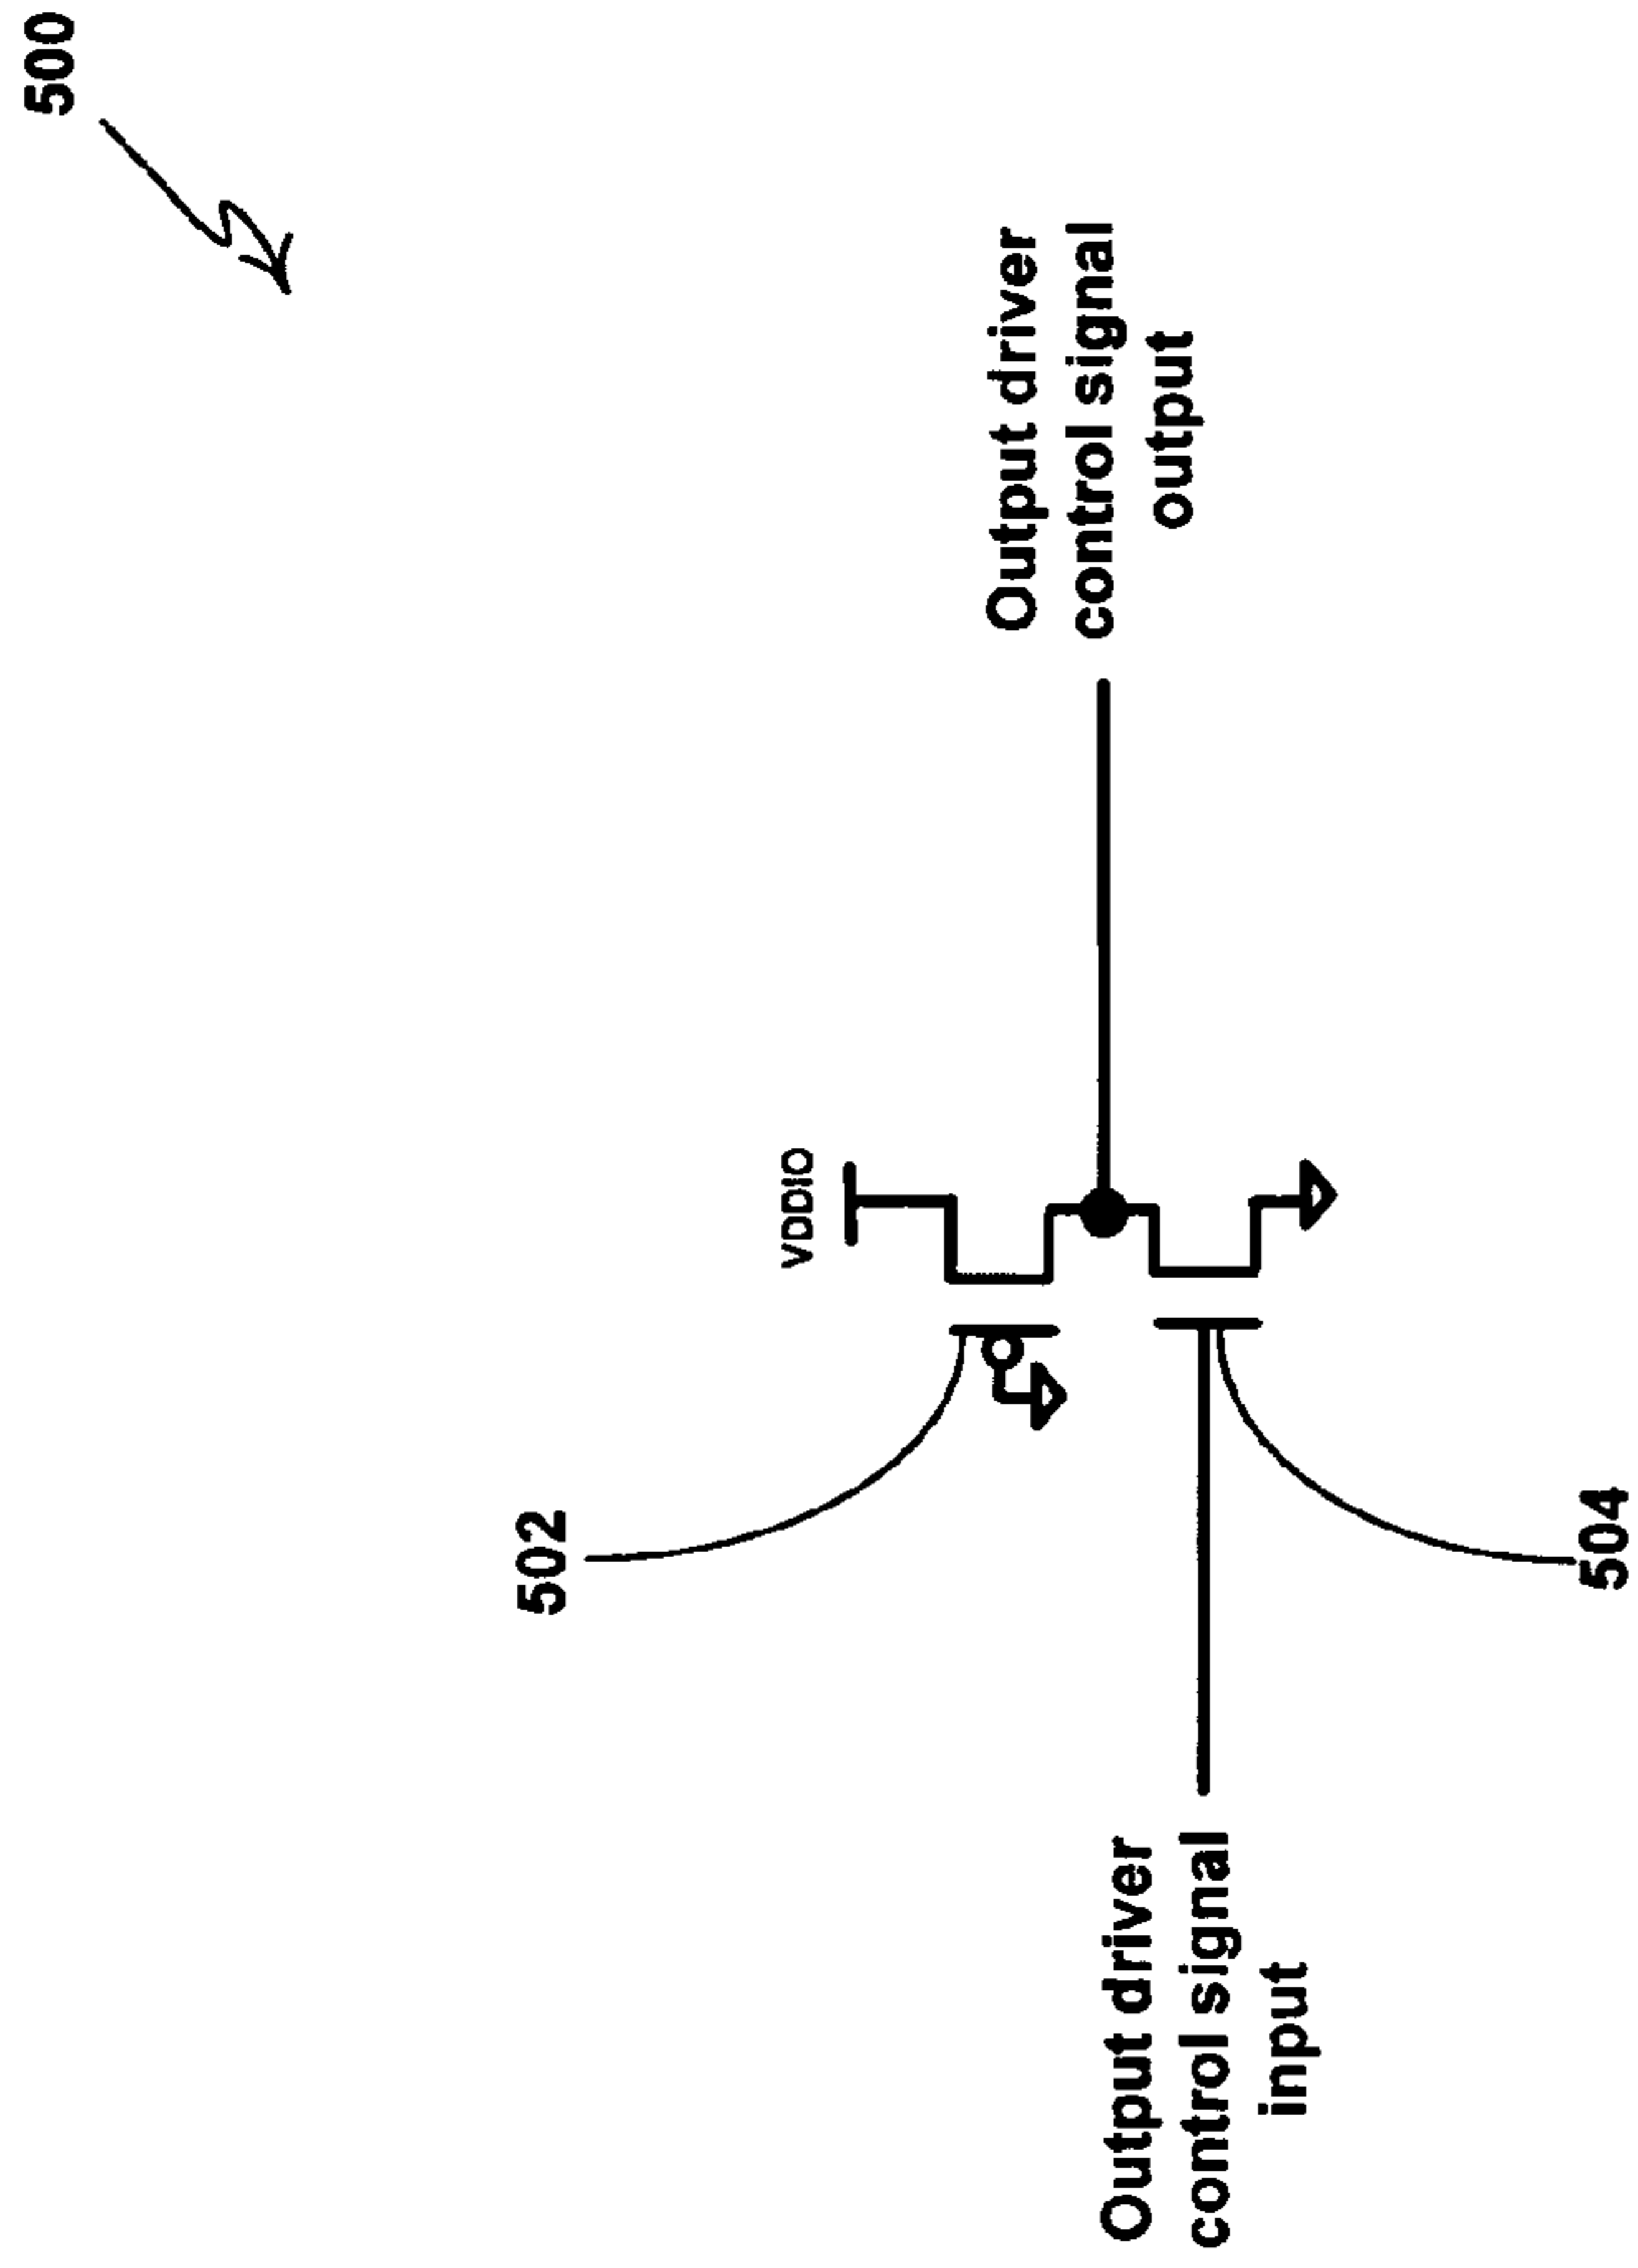 500
Output driver
control signal
output
VDDIO
502
504
Output driver
control signal
input